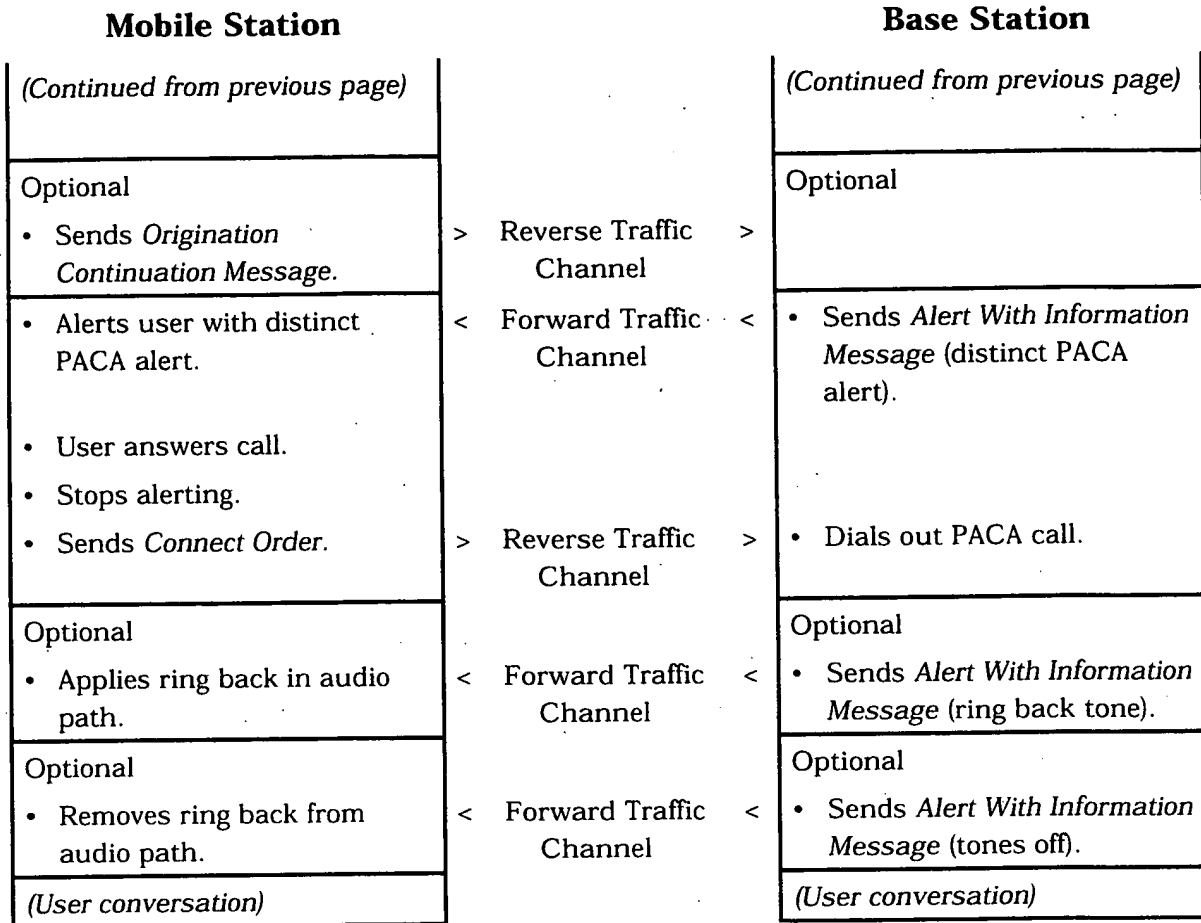 Mobile Station
Base Station
(Continued from previous page)
(Continued from previous page)
Optional
Optional
• Sends Origination
Continuation Message.
> Reverse Traffic >
Channel
• Alerts user with distinct
PACA alert.
< Forward Traffic <
Channel
• Sends Alert With Information
Message (distinct PACA
alert).
• User answers call.
• Stops alerting.
• Sends Connect Order.
> Reverse Traffic >
Channel
• Dials out PACA call.
Optional
Optional
• Applies ring back in audio
path.
< Forward Traffic <
Channel
• Sends Alert With Information
Message (ring back tone).
Optional
Optional
• Removes ring back from
audio path.
< Forward Traffic <
Channel
• Sends Alert With Information
Message (tones off).
(User conversation)
(User conversation)